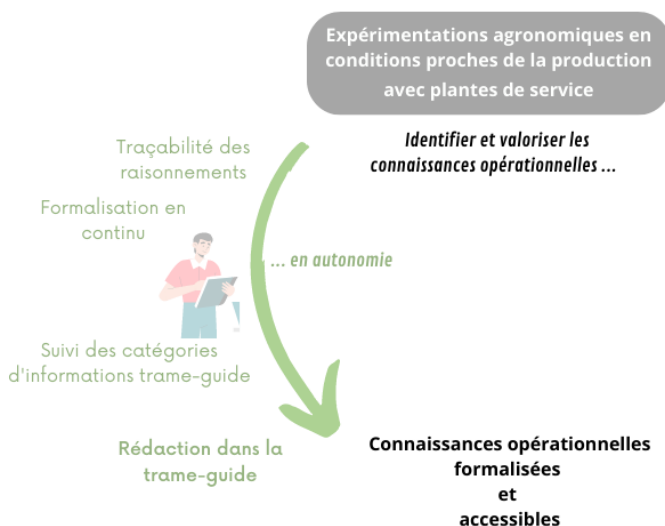 Expérimentations agronomiques en
conditions proches de la production
avec plantes de service
Identifier et valoriser les
connaissances opérationnelles ...
Traçabilité des
raisonnements
Formalisation en
continu
... en autonomie
Suivi des catégories
d'informations trame-guide
Rédaction dans la
trame-guide
Connaissances opérationnelles
formalisées
et
accessibles